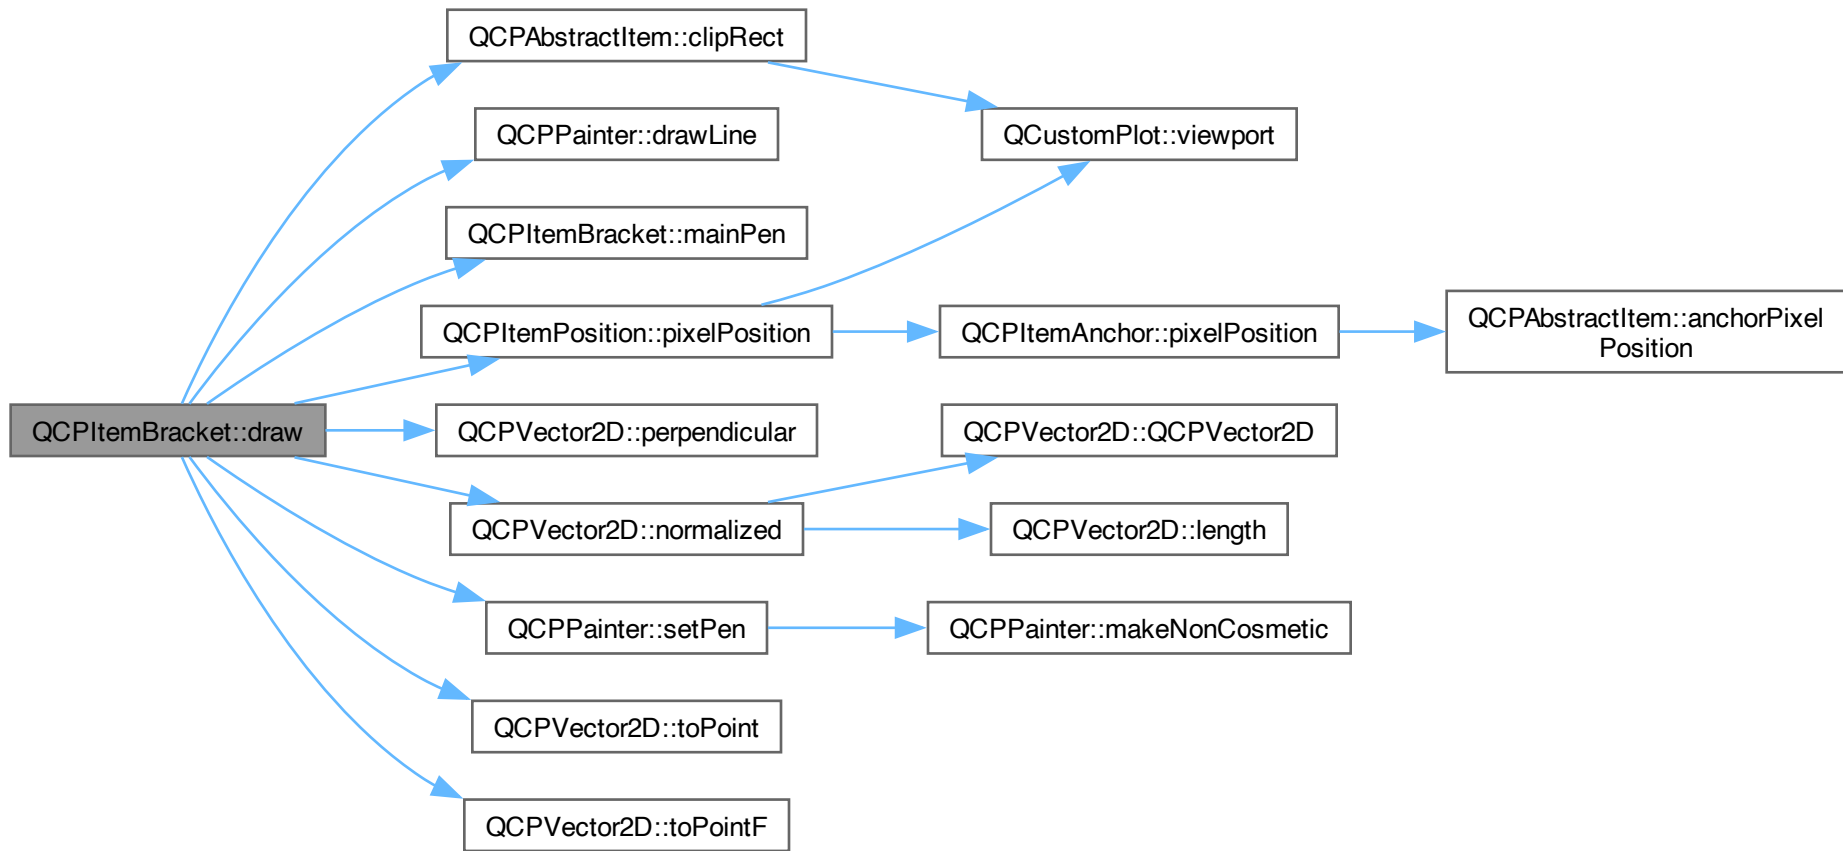 QCPAbstractItem::clipRect
QCPPainter::drawLine
QCustomPlot::viewport
QCPItemBracket::mainPen
QCPItemPosition::pixelPosition
QCPItemAnchor::pixelPosition
QCPAbstractItem::anchorPixel
Position
QCPItemBracket::draw
QCPVector2D::perpendicular
QCPVector2D::QCPVector2D
QCPVector2D::normalized
QCPVector2D::length
QCPPainter::setPen
QCPPainter::makeNonCosmetic
QCPVector2D::toPoint
QCPVector2D::toPointF